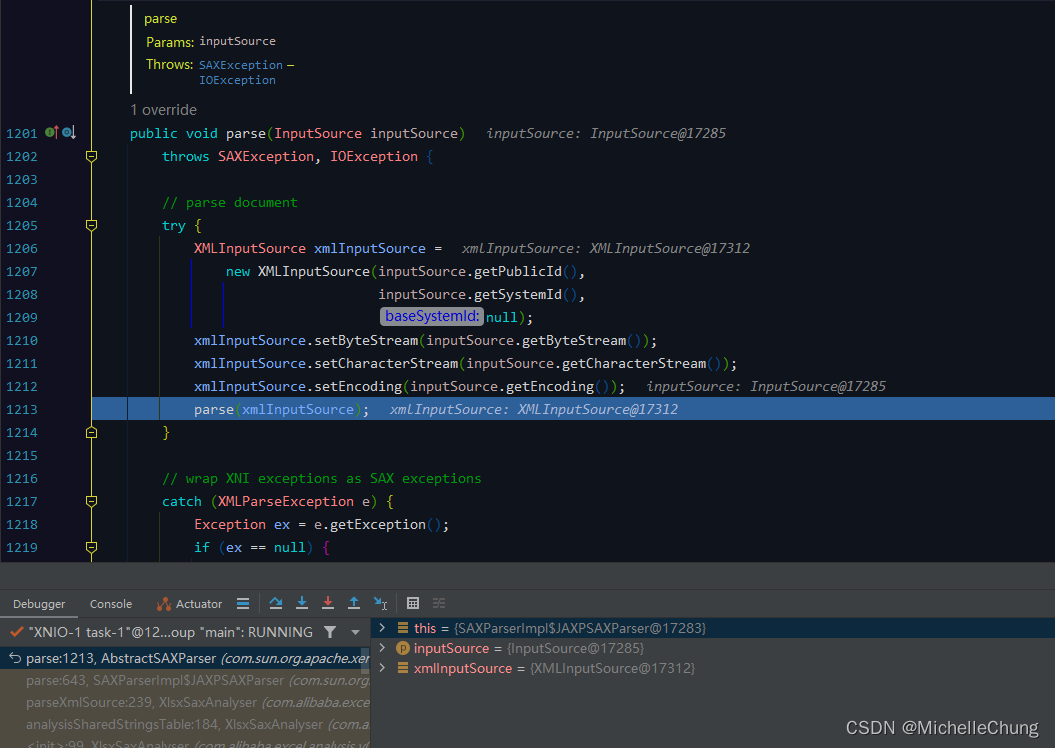 parse
Params: inputSource
Throws: SAXException –
IOException
1 override
1201 public void parse(InputSource inputSource) inputSource: InputSource@17285
1202 throws SAXException, IOException {
1203
1204 // parse document
1205 try {
1206 XMLInputSource xmlInputSource = xmlInputSource: XMLInputSource@17312
1207 new XMLInputSource(inputSource.getPublicId(),
1208 inputSource.getSystemId(),
1209 baseSystemId: null);
1210 xmlInputSource.setByteStream(inputSource.getByteStream());
1211 xmlInputSource.setCharacterStream(inputSource.getCharacterStream());
1212 xmlInputSource.setEncoding(inputSource.getEncoding()); inputSource: InputSource@17285
1213 parse(xmlInputSource); xmlInputSource: XMLInputSource@17312
1214 }
1215
1216 // wrap XNI exceptions as SAX exceptions
1217 catch (XMLParseException e) {
1218 Exception ex = e.getException();
1219 if (ex == null) {
Debugger Console Actuator
"XNIO-1 task-1"@12...oup "main": RUNNING
parse:1213, AbstractSAXParser (com.sun.org.apache.xer
parse:643, SAXParserImpl$JAXPSAXParser (com.sun.org
parseXmlSource:239, XlsxSaxAnalyser (com.alibaba.exce
analysisSharedStringsTable:184, XlsxSaxAnalyser (com.a
<init>:99, XlsxSaxAnalyser (com.alibaba.excel.analysis.v
this = {SAXParserImpl$JAXPSAXParser@17283}
inputSource = {InputSource@17285}
xmlInputSource = {XMLInputSource@17312}
CSDN @MichelleChung